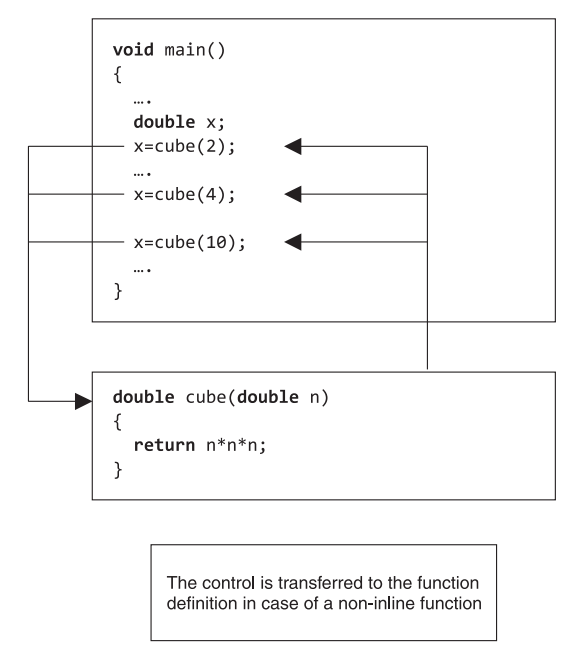 void main()
{
….
double x;
x=cube(2);
….
x=cube(4);
x=cube(10);
….
}
double cube(double n)
{
return n*n*n;
}
The control is transferred to the function
definition in case of a non-inline function